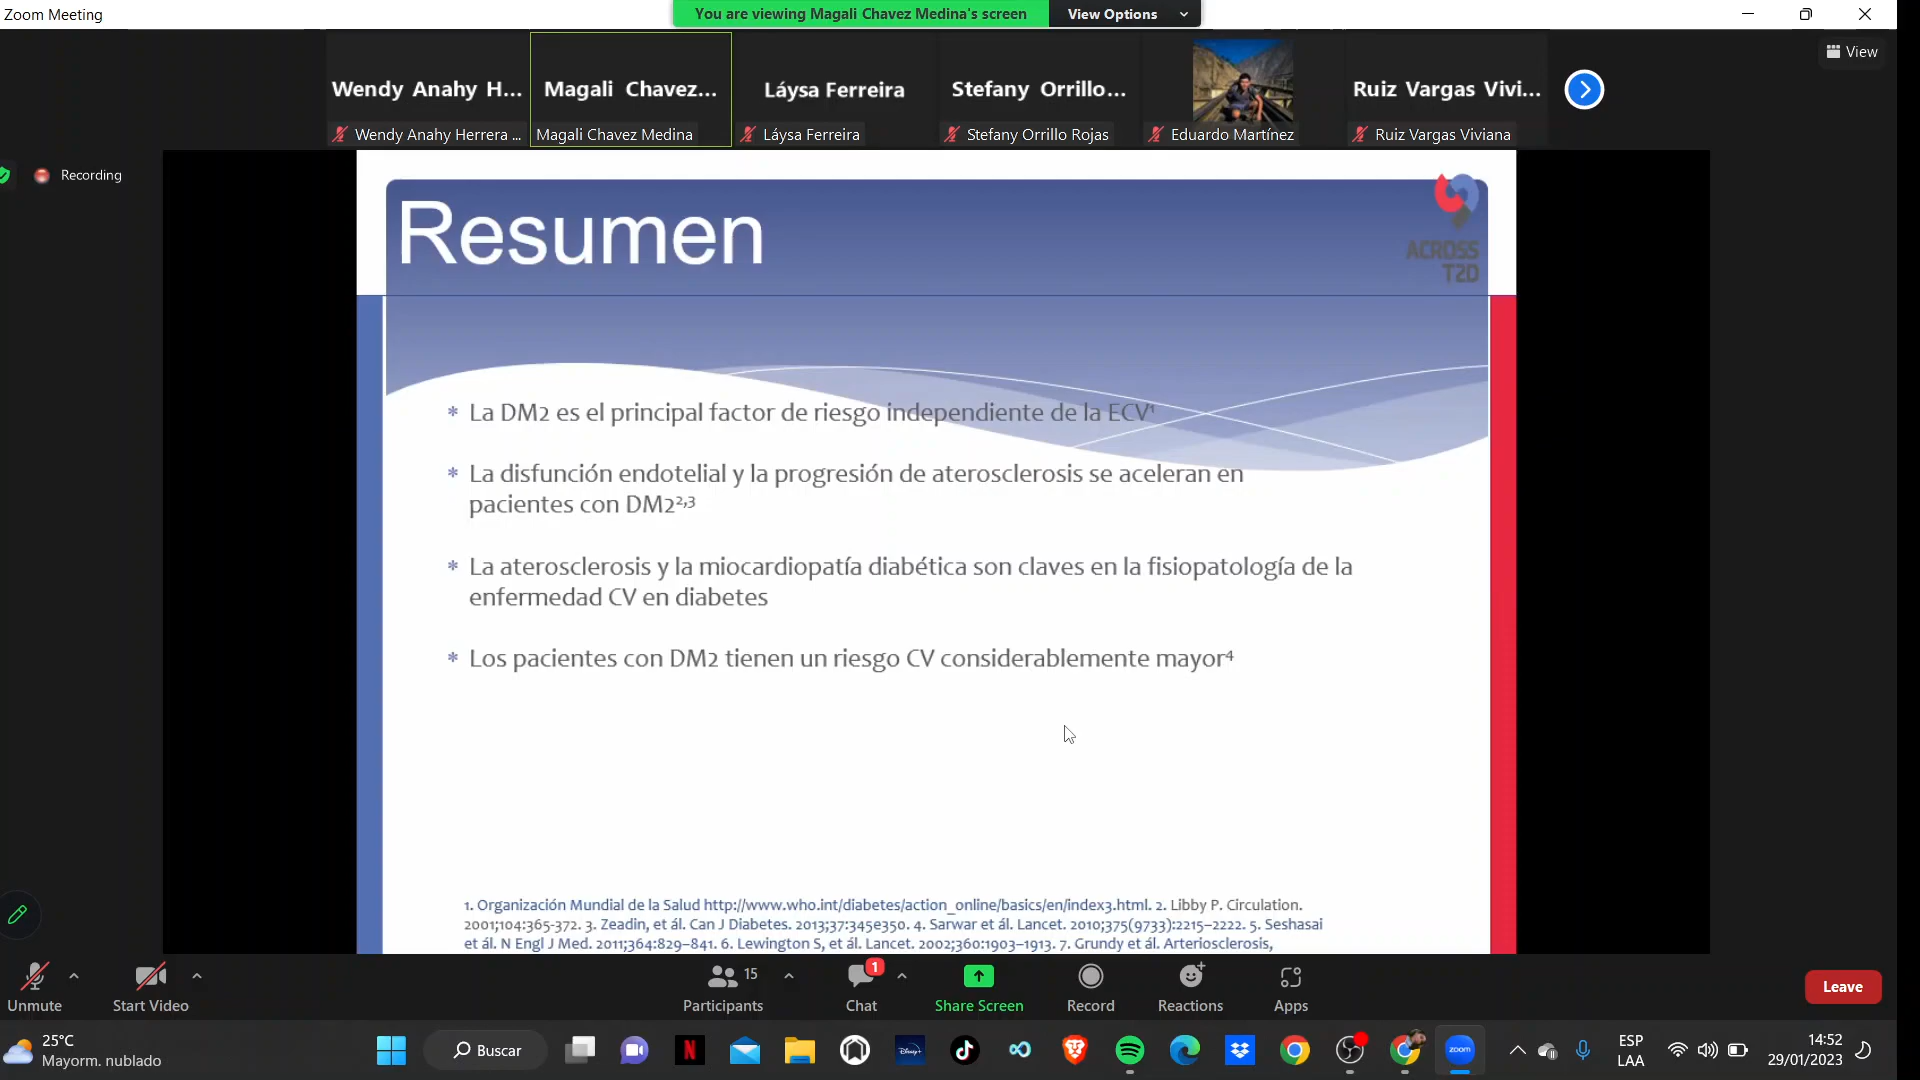 Zoom Meeting
You are viewing Magali Chavez Medina's screen
View Options
View
Wendy Anahy H...
Magali Chavez...
Láysa Ferreira
Stefany Orrillo...
Ruiz Vargas Vivi...
Wendy Anahy Herrera ...
Magali Chavez Medina
Láysa Ferreira
Stefany Orrillo Rojas
Eduardo Martínez
Ruiz Vargas Viviana
Recording
Resumen
ACROSS
T2D
* La DM2 es el principal factor de riesgo independiente de la ECV¹
* La disfunción endotelial y la progresión de aterosclerosis se aceleran en
pacientes con DM2²,³
* La aterosclerosis y la miocardiopatía diabética son claves en la fisiopatología de la
enfermedad CV en diabetes
* Los pacientes con DM2 tienen un riesgo CV considerablemente mayor⁴
1. Organización Mundial de la Salud http://www.who.int/diabetes/action_online/basics/en/index3.html. 2. Libby P. Circulation.
2001;104:365-372. 3. Zeadin, et ál. Can J Diabetes. 2013;37:345e350. 4. Sarwar et ál. Lancet. 2010;375(9733):2215–2222. 5. Seshasai
et ál. N Engl J Med. 2011;364:829–841. 6. Lewington S, et ál. Lancet. 2002;360:1903–1913. 7. Grundy et ál. Arteriosclerosis,
Unmute
Start Video
15
Participants
1
Chat
Share Screen
Record
Reactions
Apps
Leave
25°C
Mayorm. nublado
Buscar
N
Disney+
zoom
ESP
LAA
14:52
29/01/2023